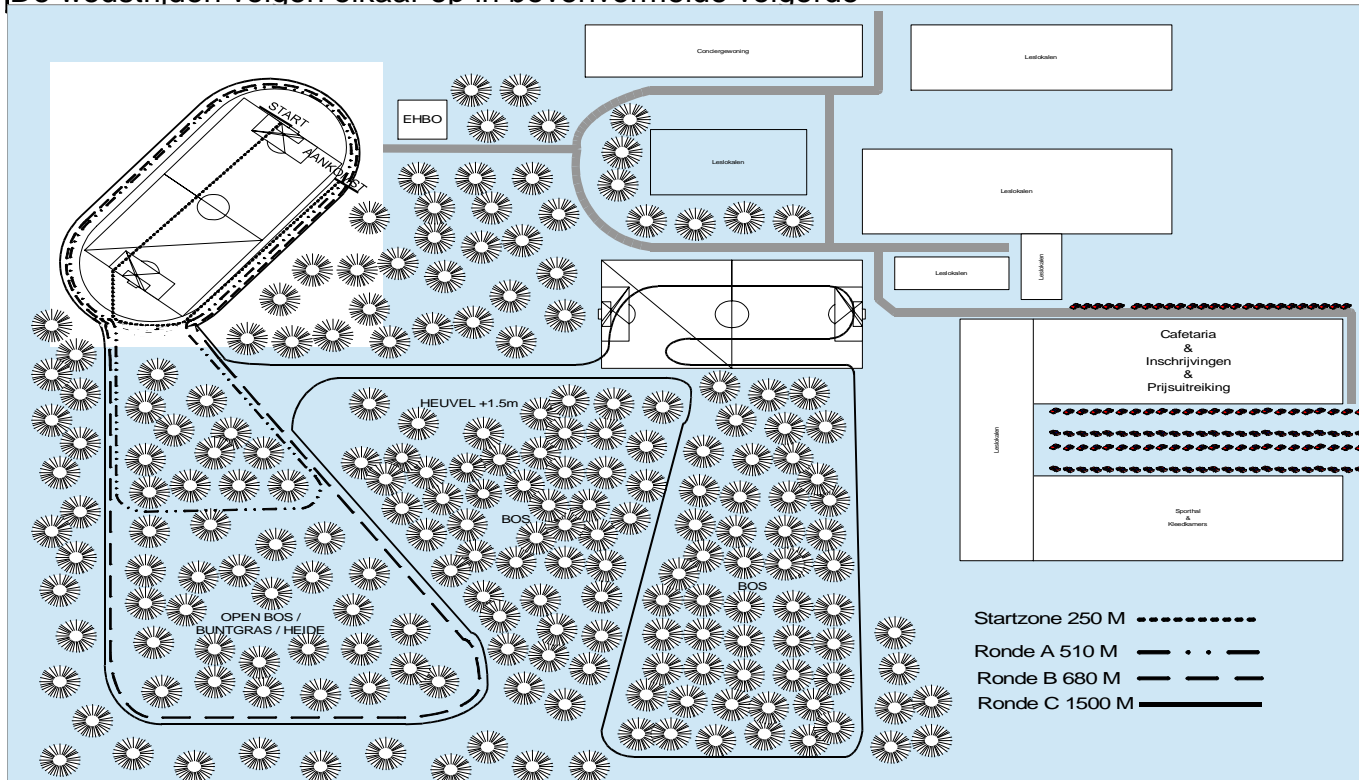 De wedstrijden volgen elkaar op in bovenvermelde volgorde
Conciergewoning
Leslokalen
START
EHBO
AANKOMST
Leslokalen
Leslokalen
Leslokalen
Leslokalen
Cafetaria
&
Inschrijvingen
&
Prijsuitreiking
HEUVEL +1.5m
Leslokalen
BOS
Sporthal
&
Kleedkamers
BOS
OPEN BOS /
BUNTGRAS / HEIDE
Startzone 250 M
Ronde A 510 M
Ronde B 680 M
Ronde C 1500 M